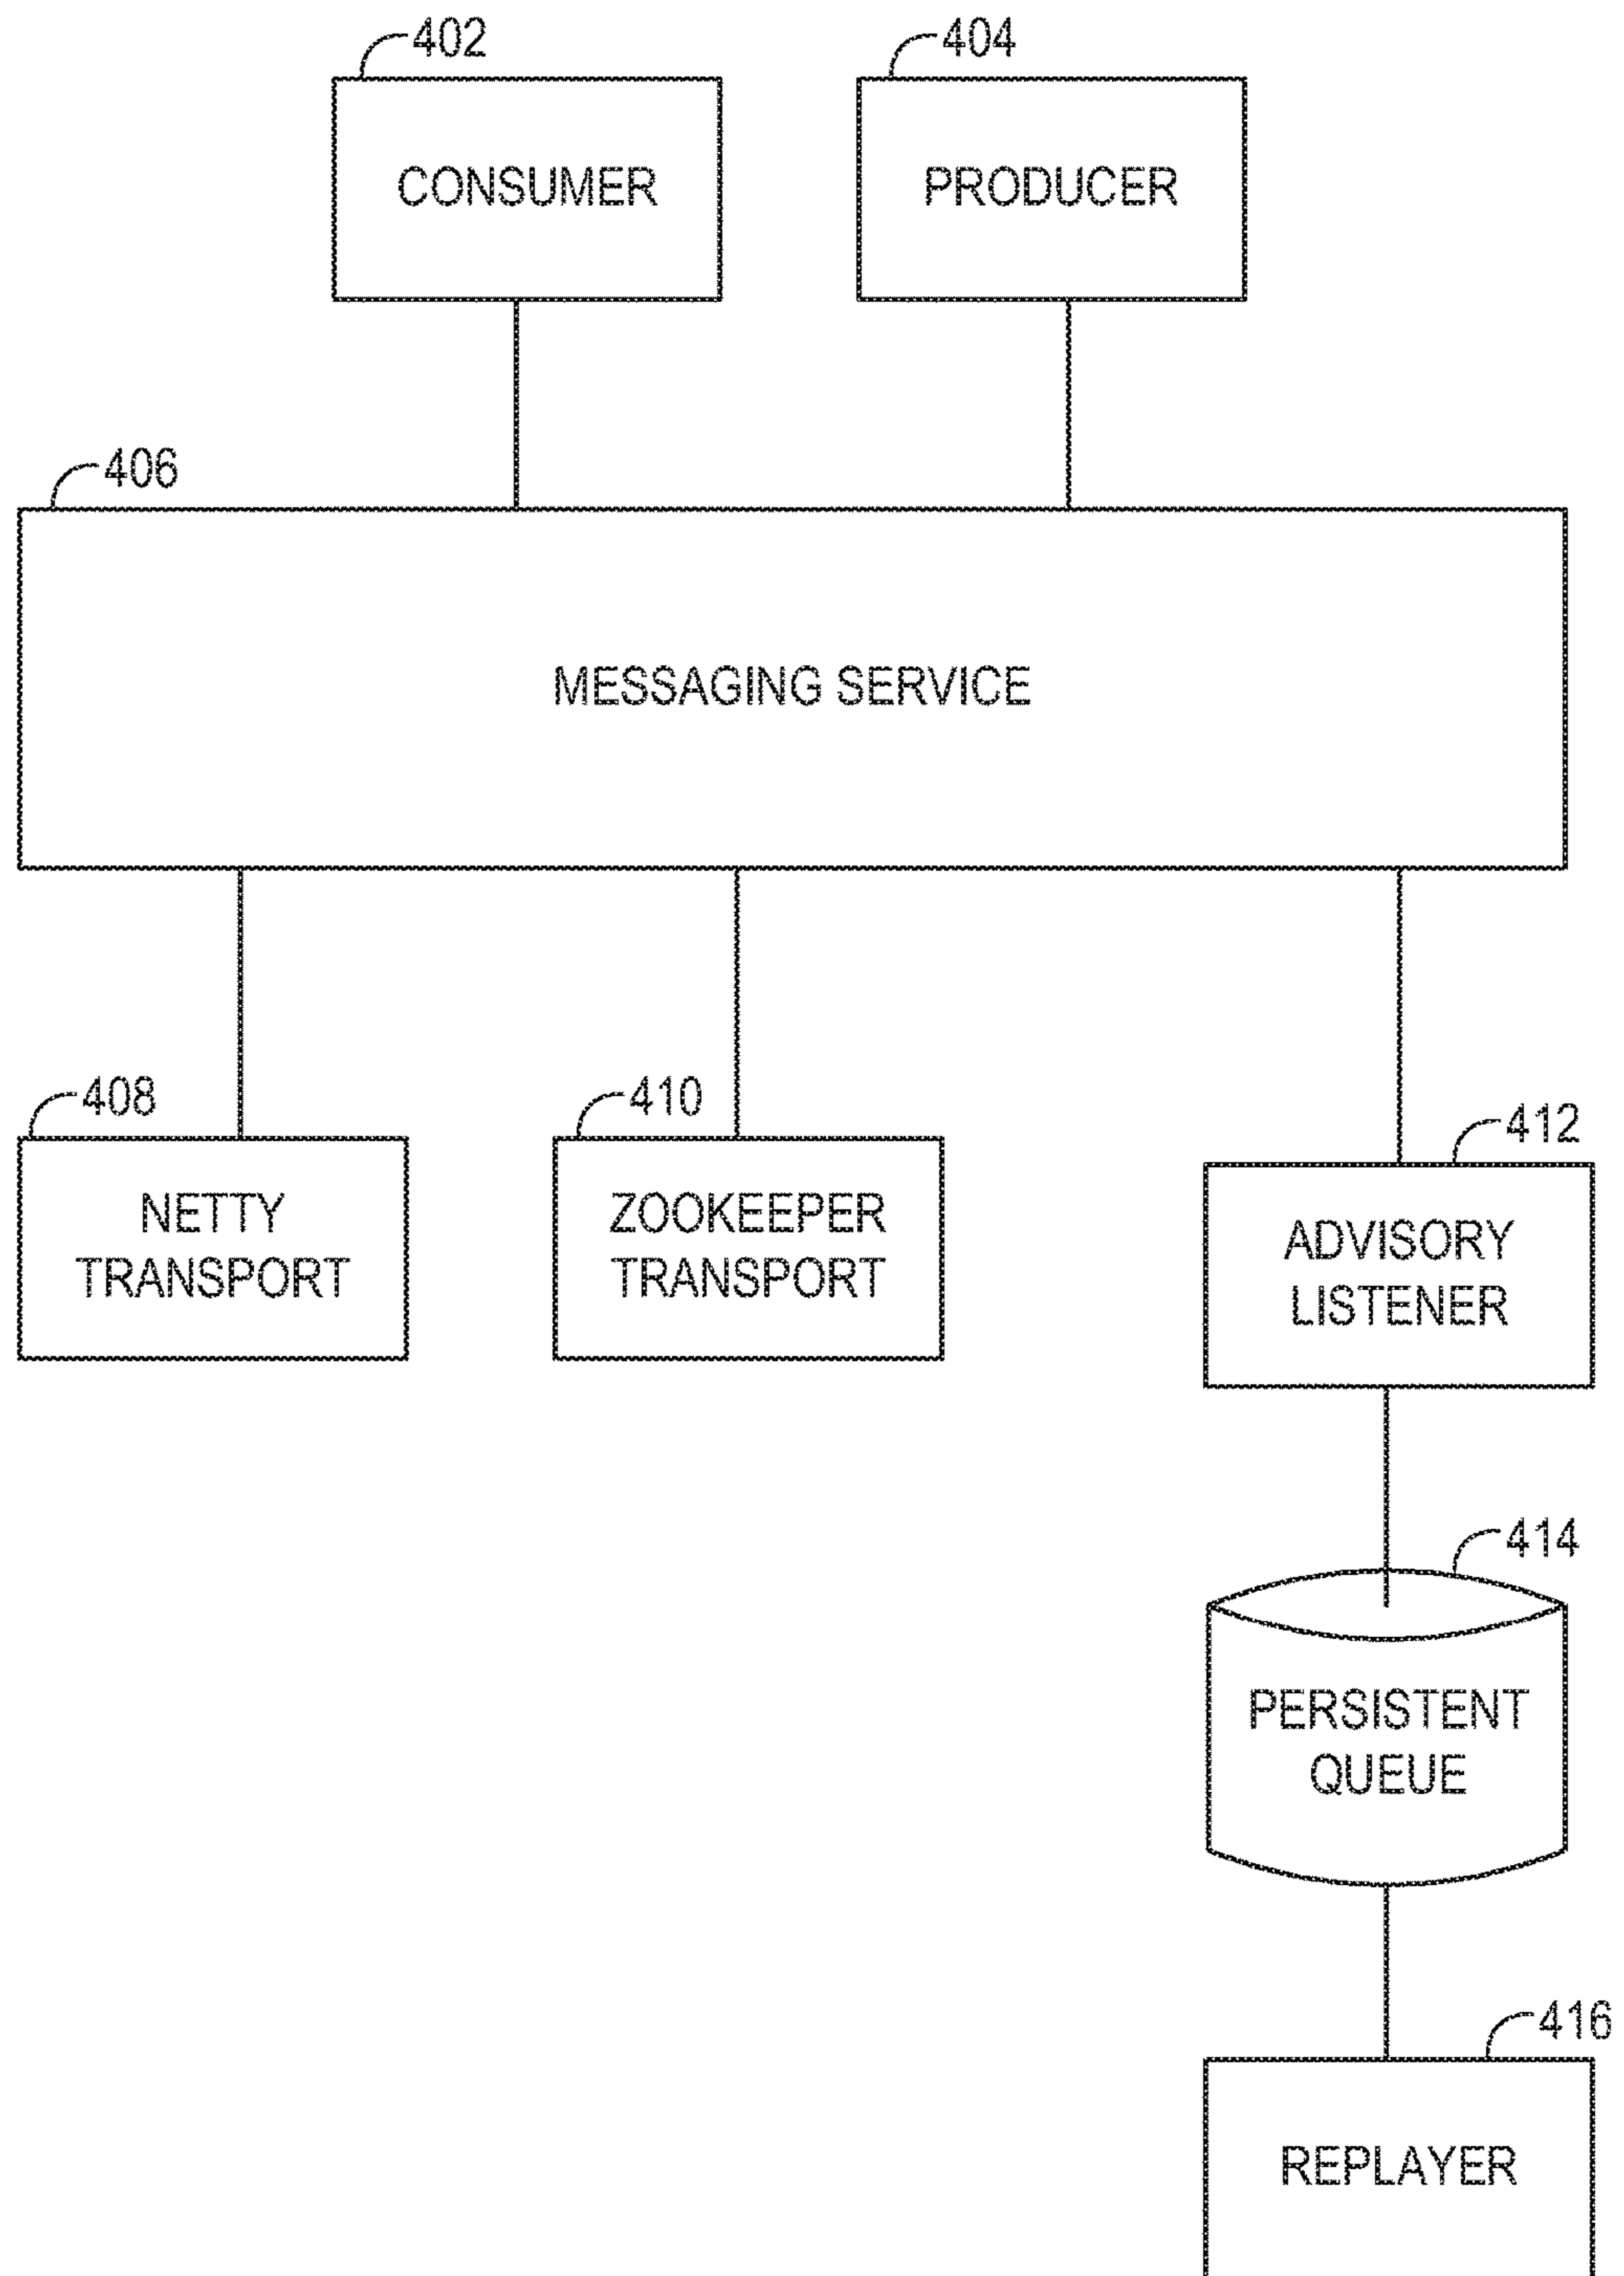 402
404
CONSUMER
PRODUCER
406
MESSAGING SERVICE
408
410
412
NETTY
TRANSPORT
ZOOKEEPER
TRANSPORT
ADVISORY
LISTENER
414
PERSISTENT
QUEUE
416
REPLAYER